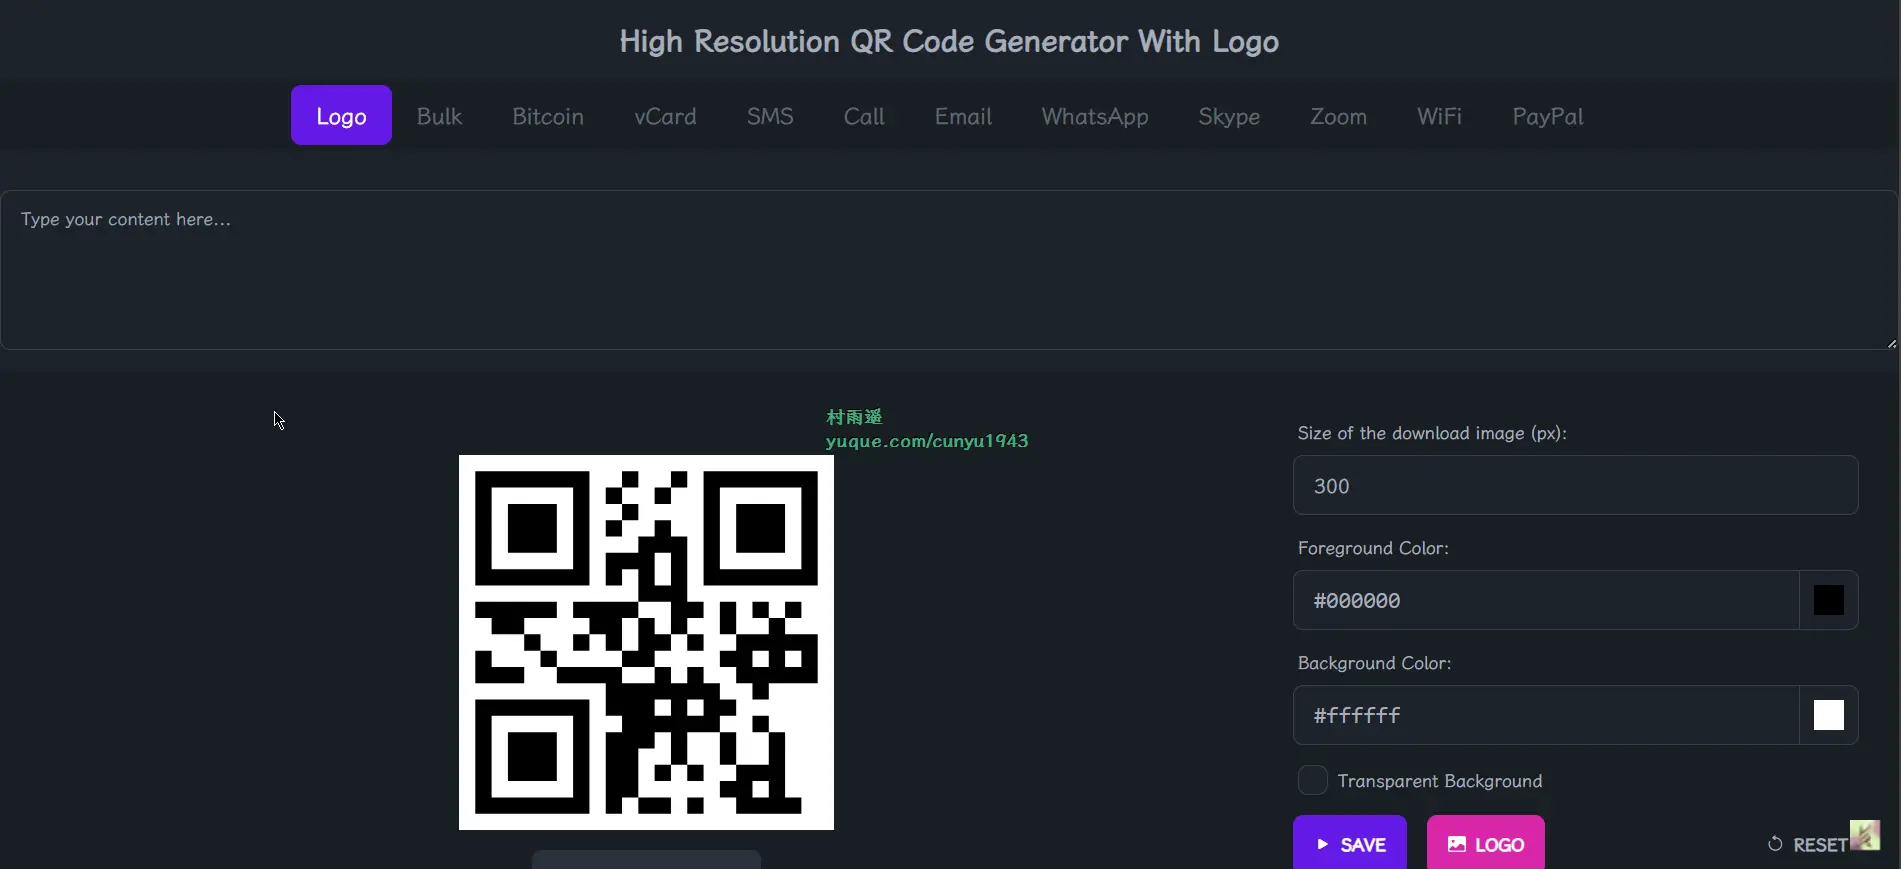 High Resolution QR Code Generator With Logo
Logo Bulk Bitcoin vCard SMS Call Email WhatsApp Skype Zoom WiFi PayPal
Type your content here...
村雨遥
yuque.com/cunyu1943
Size of the download image (px):
300
Foreground Color:
#000000
Background Color:
#ffffff
Transparent Background
SAVE LOGO RESET